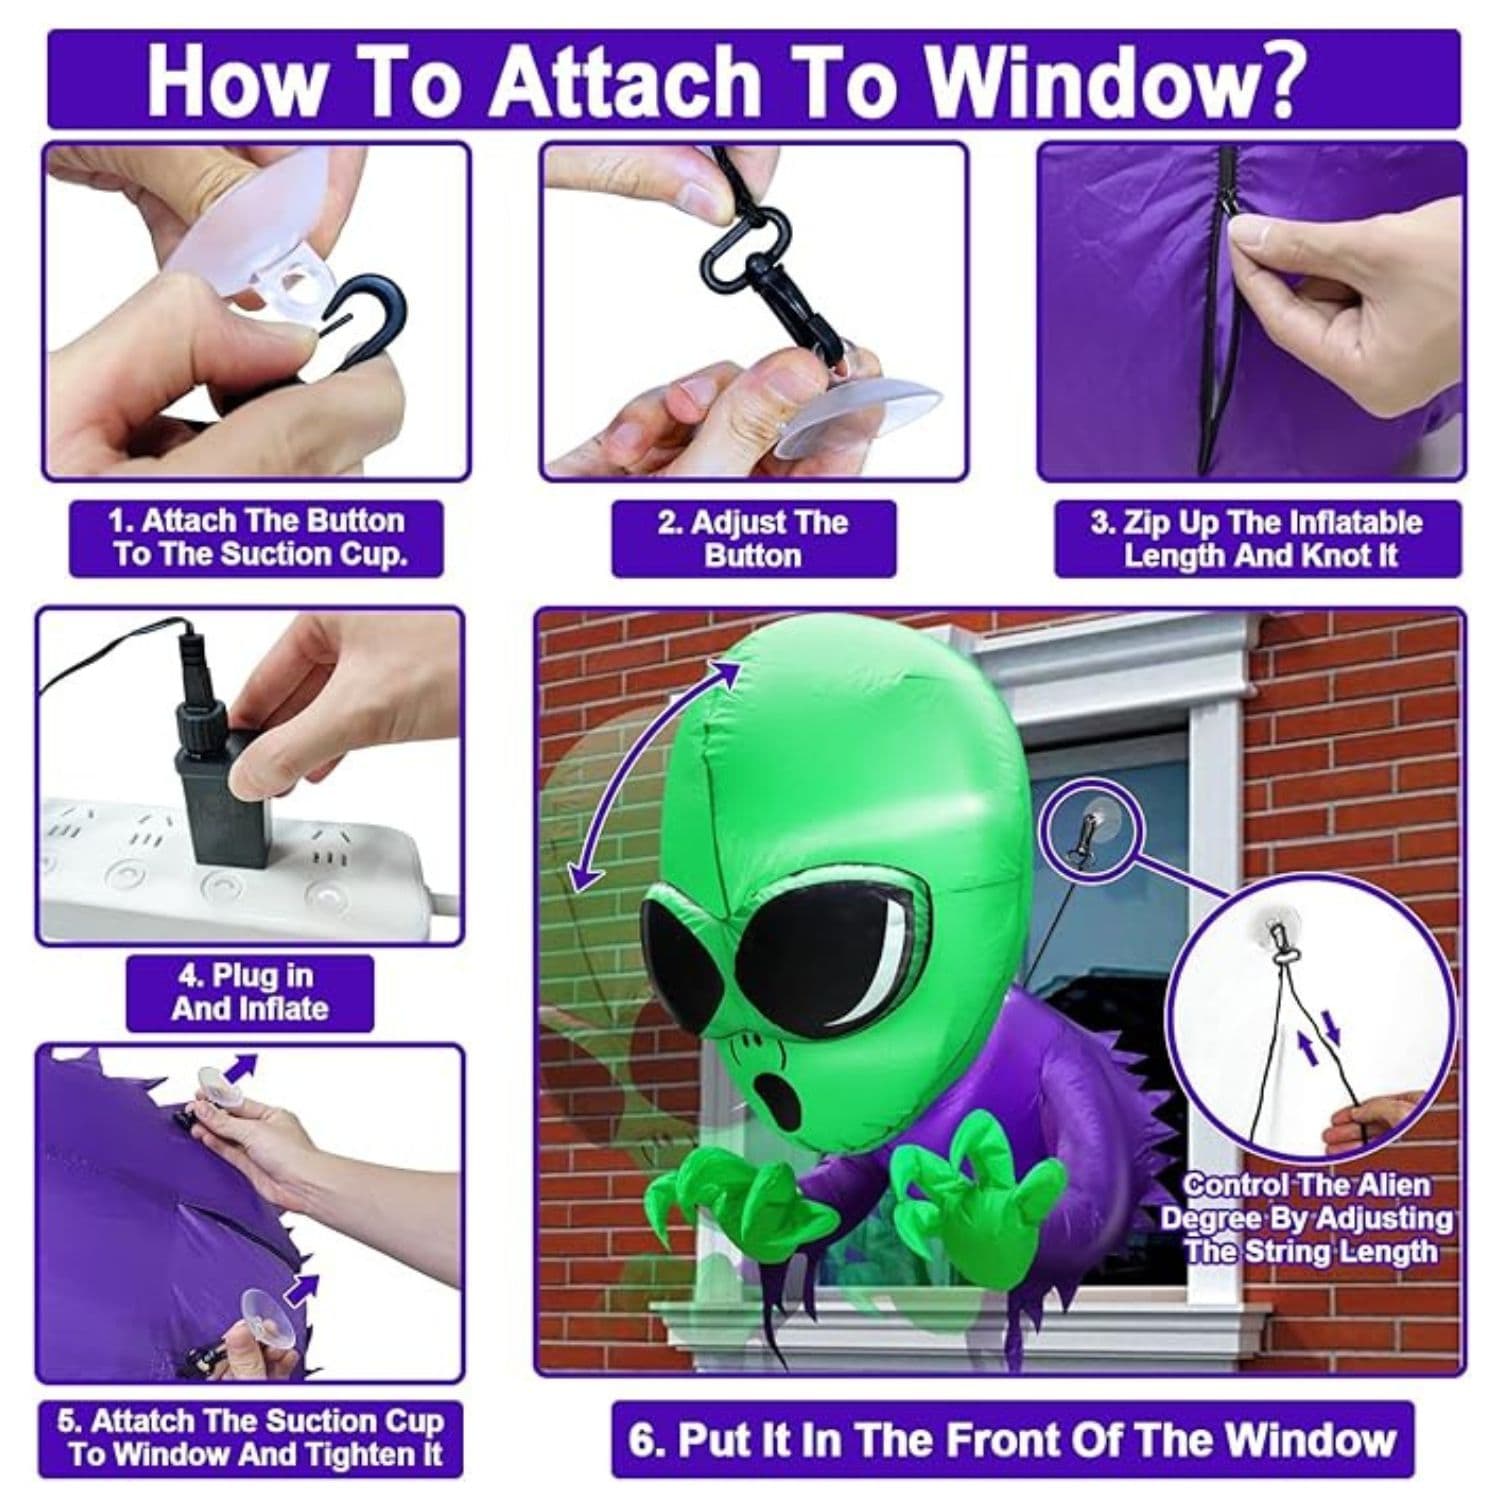 How To Attach To Window?
1. Attach The Button
To The Suction Cup.
2. Adjust The
Button
3. Zip Up The Inflatable
Length And Knot It
4. Plug in
And Inflate
5. Attatch The Suction Cup
To Window And Tighten It
Control The Alien
Degree By Adjusting
The String Length
6. Put It In The Front Of The Window